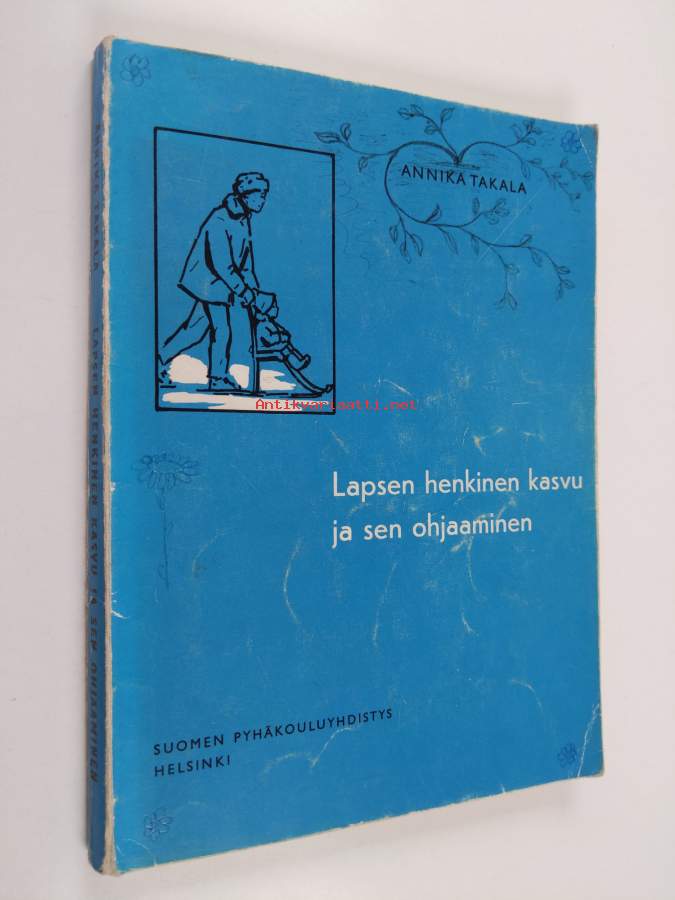 ANNIKA TAKALA
Antikvariaatti.net
Lapsen henkinen kasvu
ja sen ohjaaminen
SUOMEN PYHÄKOULUYHDISTYS
HELSINKI
ANNIKA TAKALA LAPSEN HENKINEN KASVU JA SEN OHJAAMINEN